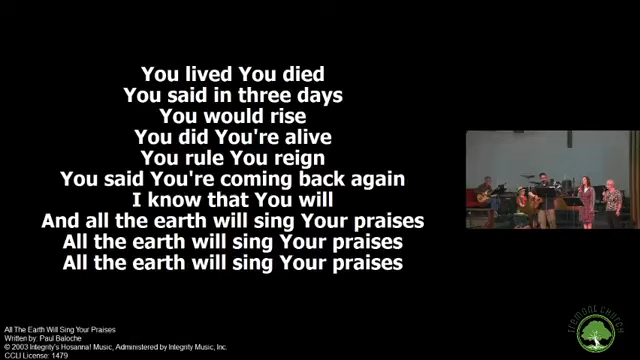 You lived You died
You said in three days
You would rise
You did You're alive
You rule You reign
You said You're coming back again
I know that You will
And all the earth will sing Your praises
All the earth will sing Your praises
All the earth will sing Your praises
All The Earth Will Sing Your Praises
Written by: Paul Baloche
© 2003 Integrity's Hosanna! Music, Administered by Integrity Music, Inc.
CCLI License: 1479
TREMONT CHURCH